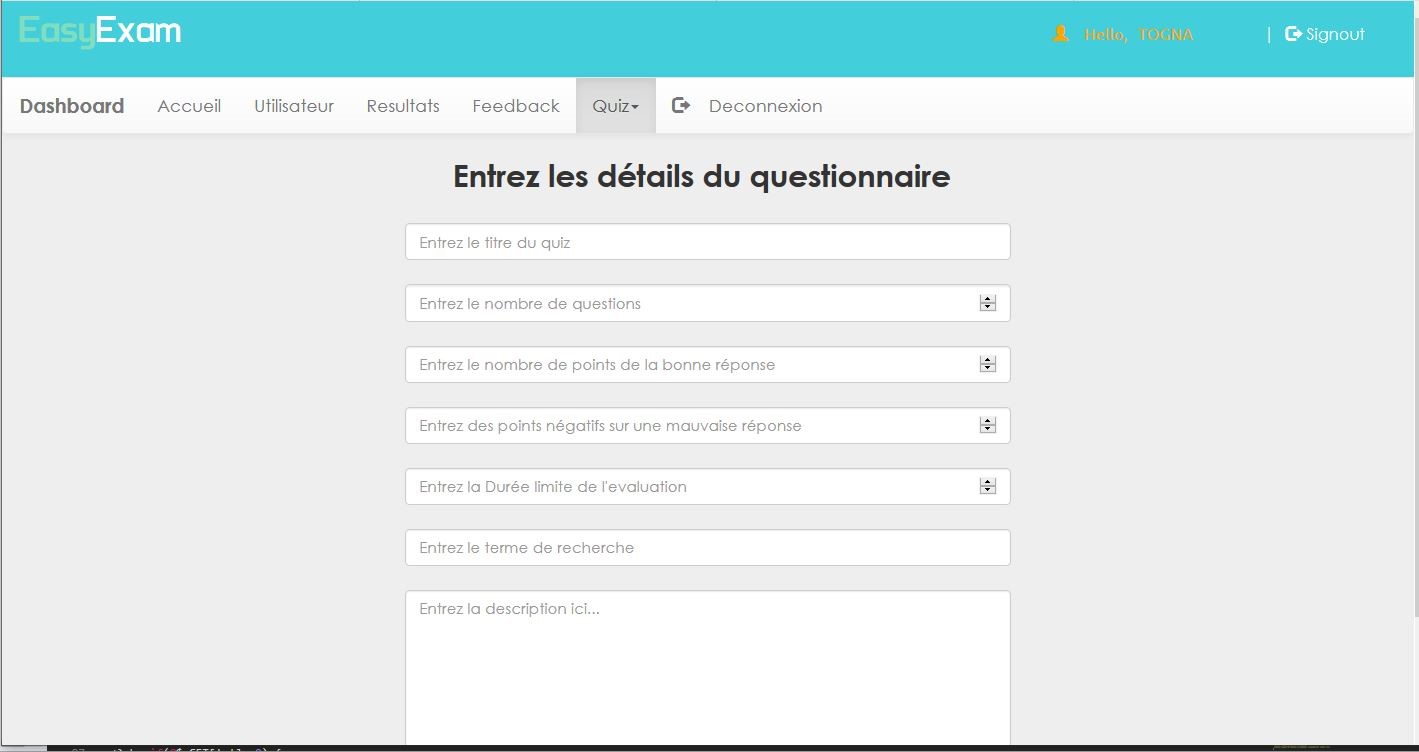 EasyExam
Hello, TOGNA | Signout
Dashboard Accueil Utilisateur Resultats Feedback Quiz Deconnexion
Entrez les détails du questionnaire
Entrez le titre du quiz
Entrez le nombre de questions
Entrez le nombre de points de la bonne réponse
Entrez des points négatifs sur une mauvaise réponse
Entrez la Durée limite de l'evaluation
Entrez le terme de recherche
Entrez la description ici...